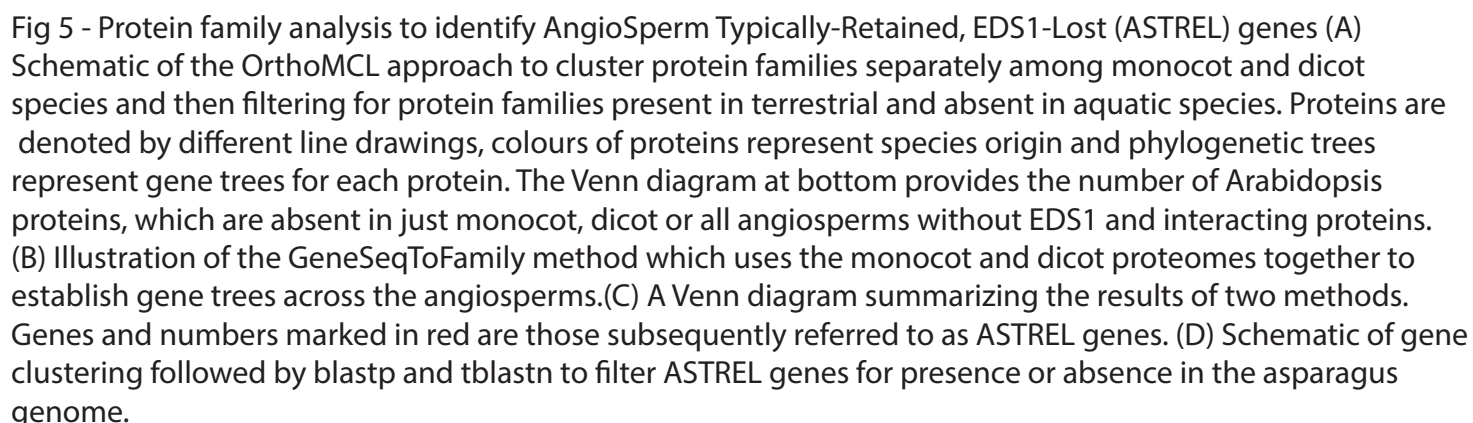 Fig 5 - Protein family analysis to identify AngioSperm Typically-Retained, EDS1-Lost (ASTREL) genes (A)
Schematic of the OrthoMCL approach to cluster protein families separately among monocot and dicot
species and then filtering for protein families present in terrestrial and absent in aquatic species. Proteins are
denoted by different line drawings, colours of proteins represent species origin and phylogenetic trees
represent gene trees for each protein. The Venn diagram at bottom provides the number of Arabidopsis
proteins, which are absent in just monocot, dicot or all angiosperms without EDS1 and interacting proteins.
(B) Illustration of the GeneSeqToFamily method which uses the monocot and dicot proteomes together to
establish gene trees across the angiosperms.(C) A Venn diagram summarizing the results of two methods.
Genes and numbers marked in red are those subsequently referred to as ASTREL genes. (D) Schematic of gene
clustering followed by blastp and tblastn to filter ASTREL genes for presence or absence in the asparagus
genome.